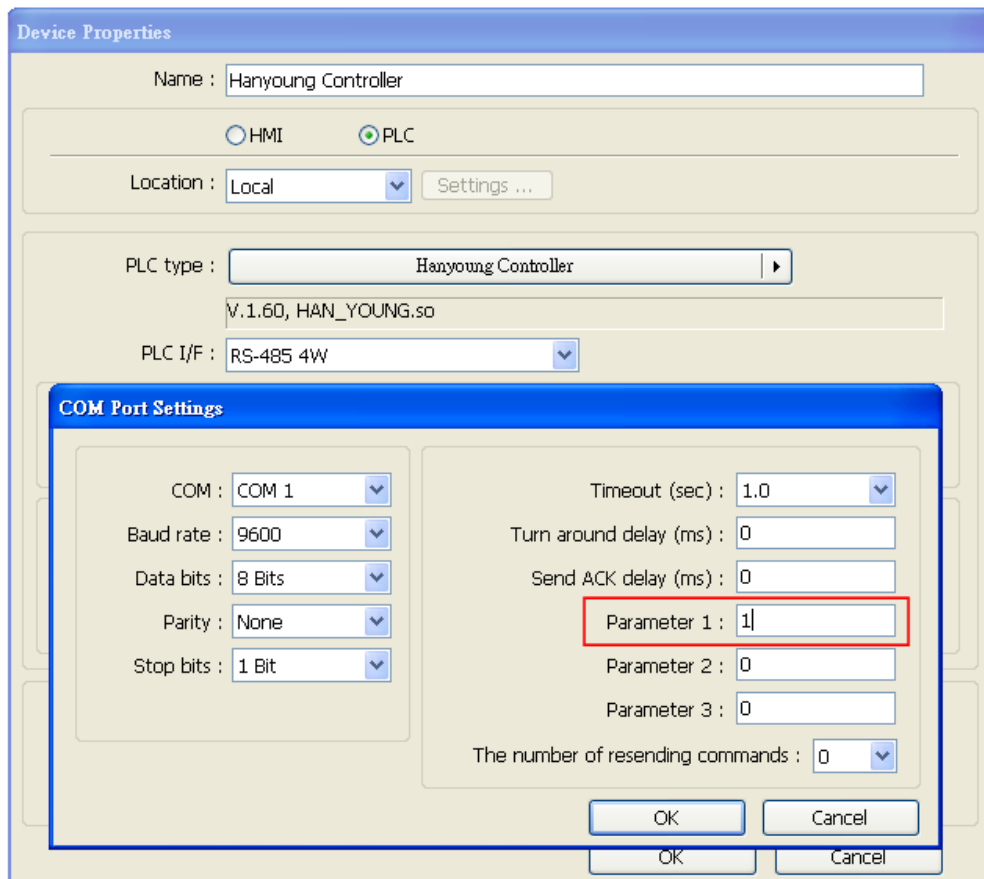 Device Properties
Name : Hanyoung Controller
HMI PLC
Location : Local Settings ...
PLC type : Hanyoung Controller
V.1.60, HAN_YOUNG.so
PLC I/F : RS-485 4W
COM Port Settings
COM : COM 1
Baud rate : 9600
Data bits : 8 Bits
Parity : None
Stop bits : 1 Bit
Timeout (sec) : 1.0
Turn around delay (ms) : 0
Send ACK delay (ms) : 0
Parameter 1 : 1
Parameter 2 : 0
Parameter 3 : 0
The number of resending commands : 0
OK Cancel
OK Cancel